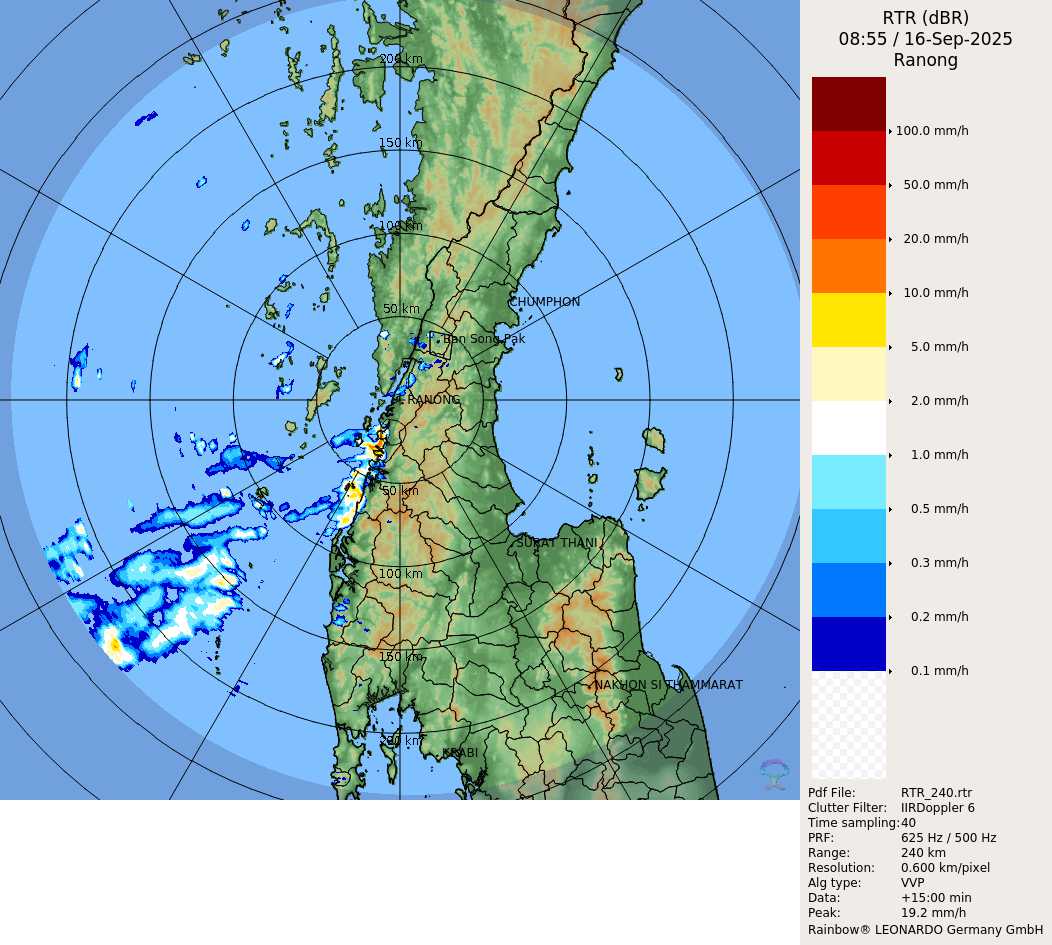 RTR (dBR)
08:55 / 16-Sep-2025
Ranong
200 km
150 km
100 km
50 km
CHUMPHON
Ban Song Pak
RANONG
50 km
SURAT THANI
100 km
150 km
NAKHON SI THAMMARAT
200 km
KRABI
100.0 mm/h
50.0 mm/h
20.0 mm/h
10.0 mm/h
5.0 mm/h
2.0 mm/h
1.0 mm/h
0.5 mm/h
0.3 mm/h
0.2 mm/h
0.1 mm/h
Pdf File: RTR_240.rtr
Clutter Filter: IIRDoppler 6
Time sampling:40
PRF: 625 Hz / 500 Hz
Range: 240 km
Resolution: 0.600 km/pixel
Alg type: VVP
Data: +15:00 min
Peak: 19.2 mm/h
Rainbow® LEONARDO Germany GmbH